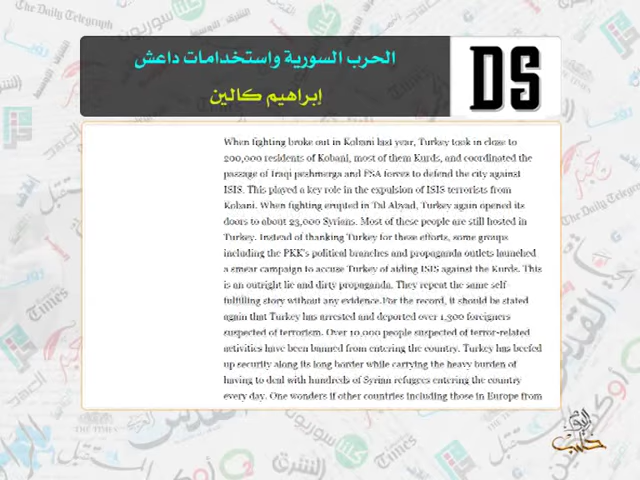 الحرب السورية واستخدامات داعش
إبراهيم كالين
DS
When fighting broke out in Kobani last year, Turkey took in close to
200,000 residents of Kobani, most of them Kurds, and coordinated the
passage of Iraqi peshmerga and FSA forces to defend the city against
ISIS. This played a key role in the expulsion of ISIS terrorists from
Kobani. When fighting erupted in Tal Abyad, Turkey again opened its
doors to about 23,000 Syrians. Most of these people are still hosted in
Turkey. Instead of thanking Turkey for these efforts, some groups
including the PKK's political branches and propaganda outlets launched
a smear campaign to accuse Turkey of aiding ISIS against the Kurds. This
is an outright lie and dirty propaganda. They repeat the same self
fulfilling story without any evidence.For the record, it should be stated
again that Turkey has arrested and deported over 1,300 foreigners
suspected of terrorism. Over 10,000 people suspected of terror-related
activities have been banned from entering the country. Turkey has beefed
up security along its long border while carrying the heavy burden of
having to deal with hundreds of Syrian refugees entering the country
every day. One wonders if other countries including those in Europe from
حلب اليوم
The Daily Telegraph